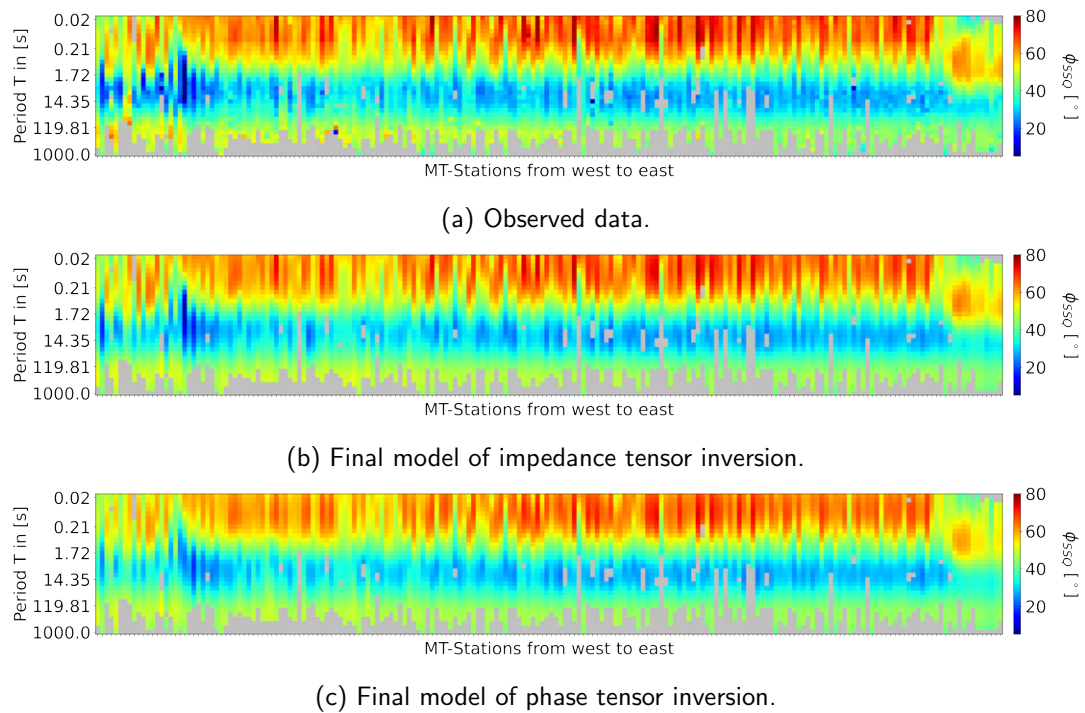 0.02
0.21
1.72
14.35
119.81
1000.0
Period T in [s]
MT-Stations from west to east
80
60
40
20
ϕSSQ [°]
(a) Observed data.
0.02
0.21
1.72
14.35
119.81
1000.0
Period T in [s]
MT-Stations from west to east
80
60
40
20
ϕSSQ [°]
(b) Final model of impedance tensor inversion.
0.02
0.21
1.72
14.35
119.81
1000.0
Period T in [s]
MT-Stations from west to east
80
60
40
20
ϕSSQ [°]
(c) Final model of phase tensor inversion.